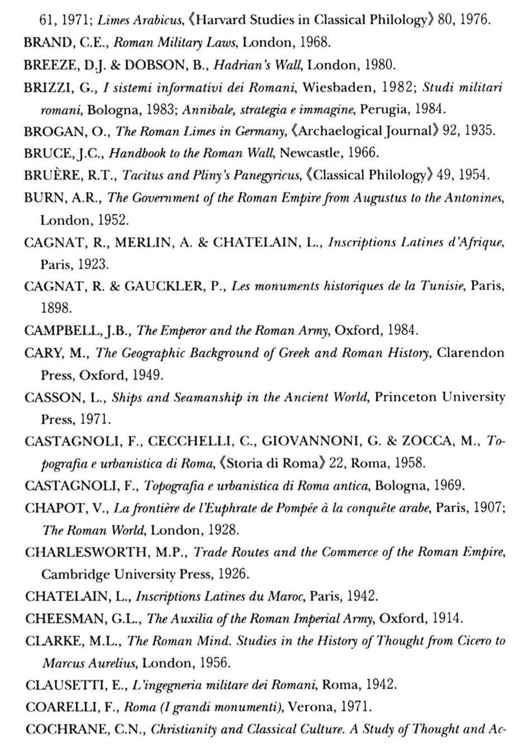 61, 1971; Limes Arabicus, 《Harvard Studies in Classical Philology》 80, 1976.
BRAND, C.E., Roman Military Laws, London, 1968.
BREEZE, D.J. & DOBSON, B., Hadrian's Wall, London, 1980.
BRIZZI, G., I sistemi informativi dei Romani, Wiesbaden, 1982; Studi militari
romani, Bologna, 1983; Annibale, strategia e immagine, Perugia, 1984.
BROGAN, O., The Roman Limes in Germany, 《Archaelogical Journal》 92, 1935.
BRUCE, J.C., Handbook to the Roman Wall, Newcastle, 1966.
BRUÈRE, R.T., Tacitus and Pliny's Panegyricus, 《Classical Philology》 49, 1954.
BURN, A.R., The Government of the Roman Empire from Augustus to the Antonines,
London, 1952.
CAGNAT, R., MERLIN, A. & CHATELAIN, L., Inscriptions Latines d'Afrique,
Paris, 1923.
CAGNAT, R. & GAUCKLER, P., Les monuments historiques de la Tunisie, Paris,
1898.
CAMPBELL, J.B., The Emperor and the Roman Army, Oxford, 1984.
CARY, M., The Geographic Background of Greek and Roman History, Clarendon
Press, Oxford, 1949.
CASSON, L., Ships and Seamanship in the Ancient World, Princeton University
Press, 1971.
CASTAGNOLI, F., CECCHELLI, C., GIOVANNONI, G. & ZOCCA, M., To-
pografia e urbanistica di Roma, 《Storia di Roma》 22, Roma, 1958.
CASTAGNOLI, F., Topografia e urbanistica di Roma antica, Bologna, 1969.
CHAPOT, V., La frontière de l'Euphrate de Pompée à la conquête arabe, Paris, 1907;
The Roman World, London, 1928.
CHARLESWORTH, M.P., Trade Routes and the Commerce of the Roman Empire,
Cambridge University Press, 1926.
CHATELAIN, L., Inscriptions Latines du Maroc, Paris, 1942.
CHEESMAN, G.L., The Auxilia of the Roman Imperial Army, Oxford, 1914.
CLARKE, M.L., The Roman Mind. Studies in the History of Thought from Cicero to
Marcus Aurelius, London, 1956.
CLAUSETTI, E., L'ingegneria militare dei Romani, Roma, 1942.
COARELLI, F., Roma (I grandi monumenti), Verona, 1971.
COCHRANE, C.N., Christianity and Classical Culture. A Study of Thought and Ac-